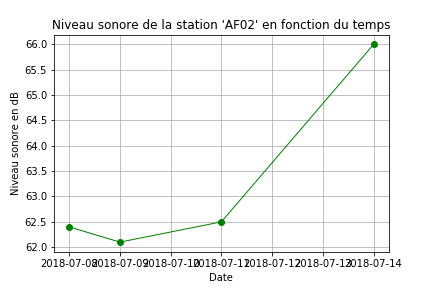 Niveau sonore de la station 'AF02' en fonction du temps
66.0
65.5
65.0
64.5
64.0
63.5
63.0
62.5
62.0
Niveau sonore en dB
2018-07-08 2018-07-09 2018-07-10 2018-07-11 2018-07-12 2018-07-13 2018-07-14
Date